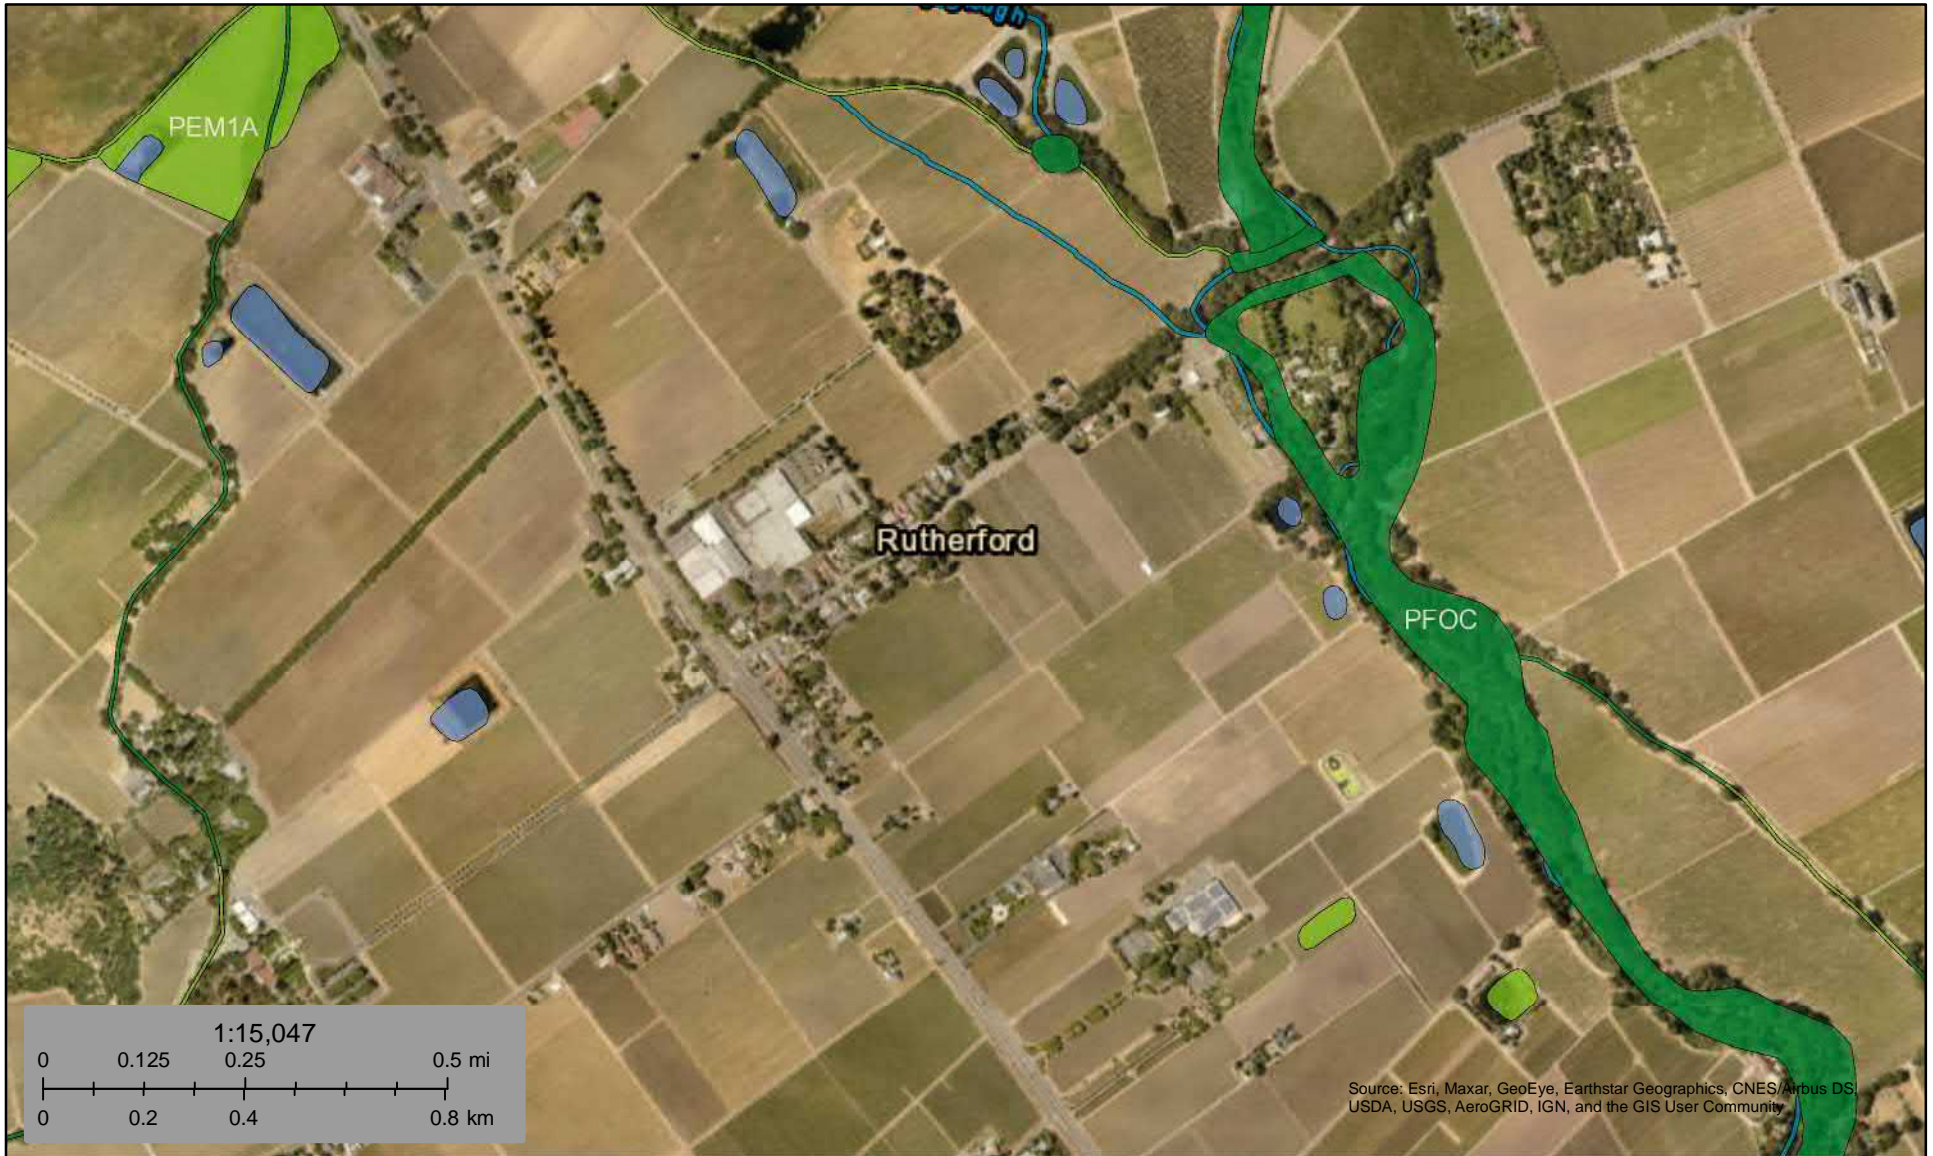 PEM1A
Rutherford
PFOC
1:15,047
0 0.125 0.25 0.5 mi
0 0.2 0.4 0.8 km
Source: Esri, Maxar, GeoEye, Earthstar Geographics, CNES/Airbus DS,
USDA, USGS, AeroGRID, IGN, and the GIS User Community